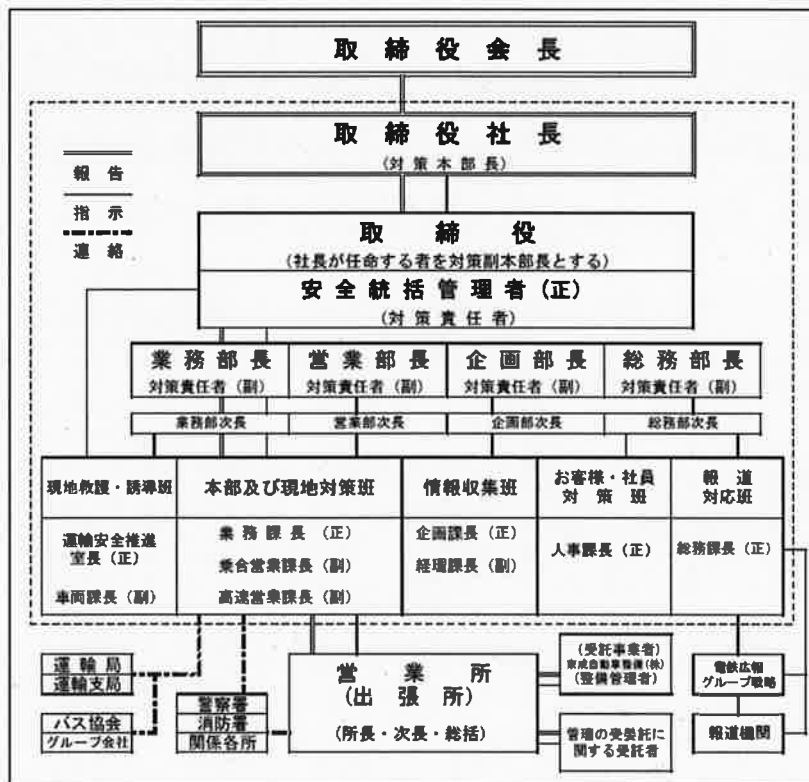 取締役会長
取締役社長
(対策本部長)
報告
指示
連絡
取締役
(社長が任命する者を対策副本部長とする)
安全統括管理者(正)
(対策責任者)
業務部長
対策責任者(副)
営業部長
対策責任者(副)
企画部長
対策責任者(副)
総務部長
対策責任者(副)
業務部次長
営業部次長
企画部次長
総務部次長
現地救護・誘導班
運輸安全推進
室長(正)
車両課長(副)
本部及び現地対策班
業務課長(正)
乗合営業課長(副)
高速営業課長(副)
情報収集班
企画課長(正)
経理課長(副)
お客様・社員
対策班
人事課長(正)
報道
対応班
総務課長(正)
運輸局
運輸支局
バス協会
グループ会社
警察署
消防署
関係各所
営業所
(出張所)
(所長・次長・総括)
(受託事業者)
京成自動車整備(株)
(整備管理者)
管理の受委託に
関する受託者
電鉄広報
グループ戦略
報道機関